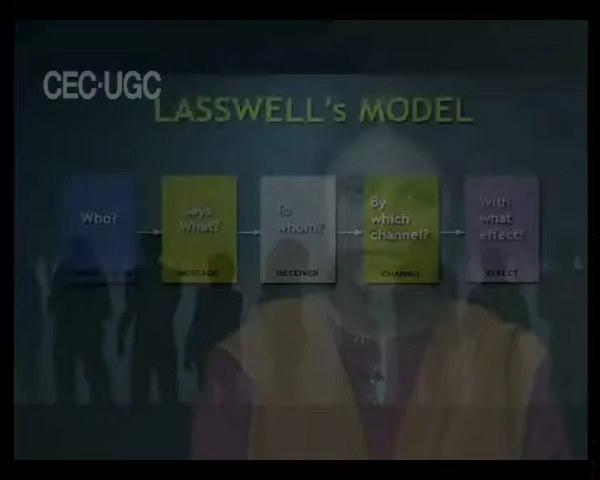 CEC-UGC
LASSWELL's MODEL
Who?
Says
What?
To
whom?
By
which
channel?
With
what
effect?
MESSAGE
RECEIVER
CHANNEL
EFFECT